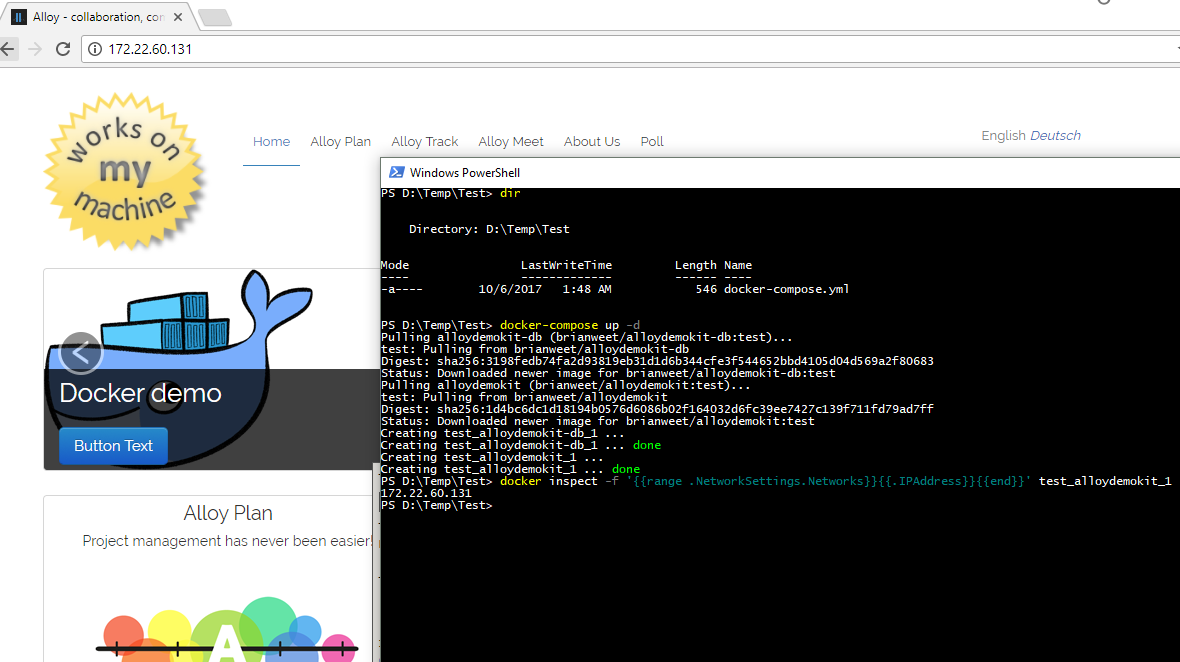 Alloy - collaboration, com
172.22.60.131
works on
my
machine
Home Alloy Plan Alloy Track Alloy Meet About Us Poll
English Deutsch
Docker demo
Button Text
Alloy Plan
Project management has never been easier!
A
Windows PowerShell
PS D:\Temp\Test> dir
Directory: D:\Temp\Test
Mode LastWriteTime Length Name
---- ------------- ------ ----
-a---- 10/6/2017 1:48 AM 546 docker-compose.yml
PS D:\Temp\Test> docker-compose up -d
Pulling alloydemokit-db (brianweet/alloydemokit-db:test)...
test: Pulling from brianweet/alloydemokit-db
Digest: sha256:3198fedb74fa2d93819eb31d1d6b344cfe3f544652bbd4105d04d569a2f80683
Status: Downloaded newer image for brianweet/alloydemokit-db:test
Pulling alloydemokit (brianweet/alloydemokit:test)...
test: Pulling from brianweet/alloydemokit
Digest: sha256:1d4bc6dc1d18194b0576d6086b02f164032d6fc39ee7427c139f711fd79ad7ff
Status: Downloaded newer image for brianweet/alloydemokit:test
Creating test_alloydemokit-db_1 ...
Creating test_alloydemokit-db_1 ... done
Creating test_alloydemokit_1 ...
Creating test_alloydemokit_1 ... done
PS D:\Temp\Test> docker inspect -f '{{range .NetworkSettings.Networks}}{{.IPAddress}}{{end}}' test_alloydemokit_1
172.22.60.131
PS D:\Temp\Test>